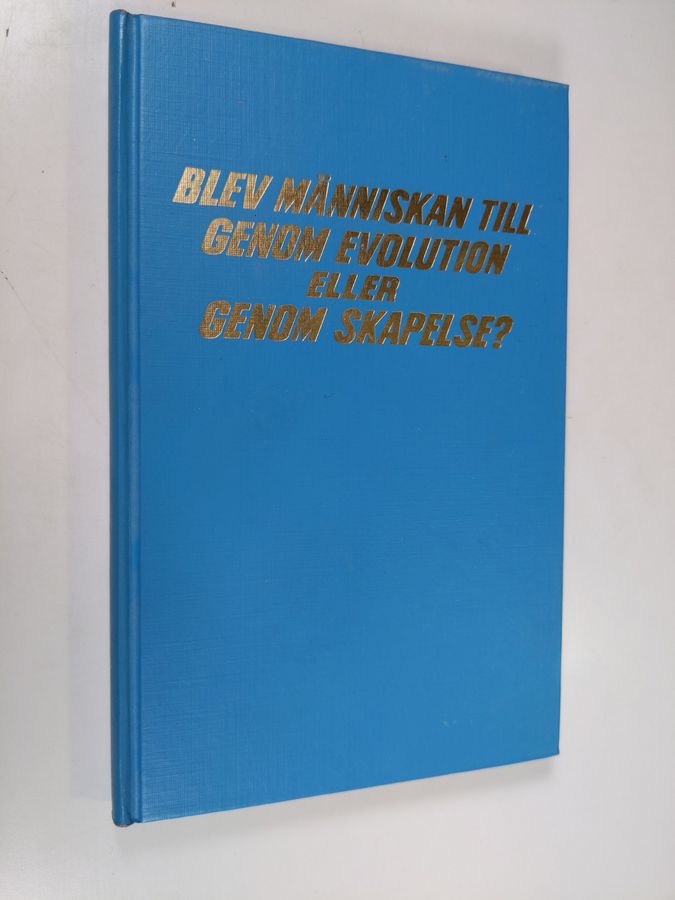 BLEV MÄNNISKAN TILL
GENOM EVOLUTION
ELLER
GENOM SKAPELSE?